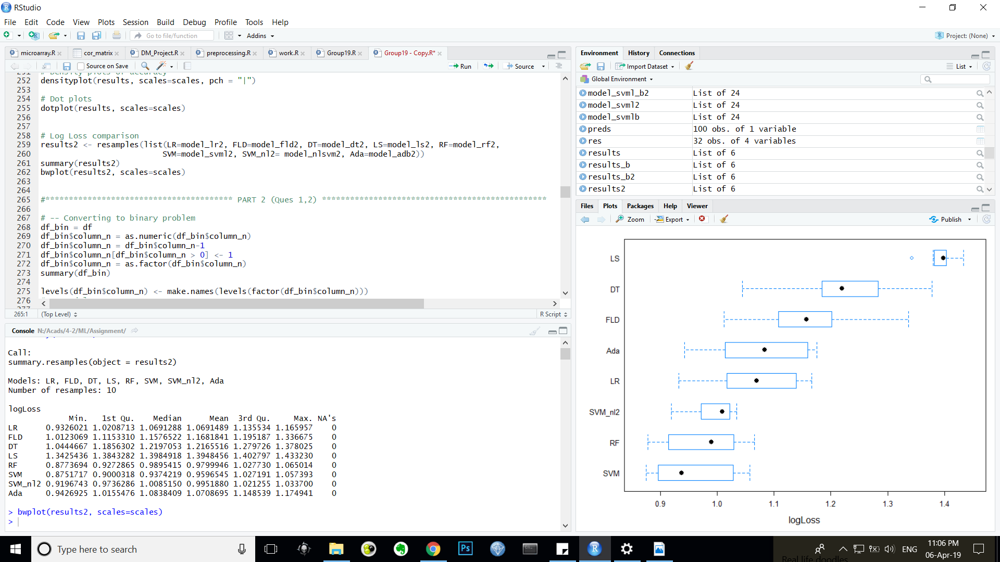 RStudio
File Edit Code View Plots Session Build Debug Profile Tools Help
Go to file/function Addins Project: (None)
microarray.R cor_matrix DM_Project.R preprocessing.R work.R Group19.R Group19 - Copy.R*
Source on Save Run Source
252 densityplot(results, scales=scales, pch = "|")
253
254 # Dot plots
255 dotplot(results, scales=scales)
256
257
258 # Log Loss comparison
259 results2 <- resamples(list(LR=model_lr2, FLD=model_fld2, DT=model_dt2, LS=model_ls2, RF=model_rf2,
260 SVM=model_svml2, SVM_nl2= model_nlsvm2, Ada=model_adb2))
261 summary(results2)
262 bwplot(results2, scales=scales)
263
264
265 #**************************************** PART 2 (Ques 1,2) ************************************************
266
267 # -- Converting to binary problem
268 df_bin = df
269 df_bin$column_n = as.numeric(df_bin$column_n)
270 df_bin$column_n = df_bin$column_n-1
271 df_bin$column_n[df_bin$column_n > 0] <- 1
272 df_bin$column_n = as.factor(df_bin$column_n)
273 summary(df_bin)
274
275 levels(df_bin$column_n) <- make.names(levels(factor(df_bin$column_n)))
276
265:1 (Top Level) R Script
Console N:/Acads/4-2/ML/Assignment/
Call:
summary.resamples(object = results2)
Models: LR, FLD, DT, LS, RF, SVM, SVM_nl2, Ada
Number of resamples: 10
logLoss
Min. 1st Qu. Median Mean 3rd Qu. Max. NA's
LR 0.9326021 1.0208713 1.0691288 1.0691489 1.135534 1.165957 0
FLD 1.0123069 1.1153310 1.1576522 1.1681841 1.195187 1.336675 0
DT 1.0444667 1.1856302 1.2197053 1.2165516 1.279726 1.378025 0
LS 1.3425436 1.3843282 1.3984918 1.3948456 1.402797 1.433230 0
RF 0.8773694 0.9272865 0.9895415 0.9799946 1.027730 1.065014 0
SVM 0.8751717 0.9000318 0.9374219 0.9596545 1.027191 1.057393 0
SVM_nl2 0.9196743 0.9736286 1.0085150 0.9951880 1.021255 1.033700 0
Ada 0.9426925 1.0155476 1.0838409 1.0708695 1.148539 1.174941 0
> bwplot(results2, scales=scales)
>
Environment History Connections
Import Dataset List
Global Environment
model_svml_b2 List of 24
model_svml2 List of 24
model_svmlb List of 24
preds 100 obs. of 1 variable
res 32 obs. of 4 variables
results List of 6
results_b List of 6
results_b2 List of 6
results2 List of 6
Files Plots Packages Help Viewer
Zoom Export Publish
LS
DT
FLD
Ada
LR
SVM_nl2
RF
SVM
0.9 1.0 1.1 1.2 1.3 1.4
logLoss
Type here to search
Ps
R
ENG
11:06 PM
06-Apr-19
Real life doodles